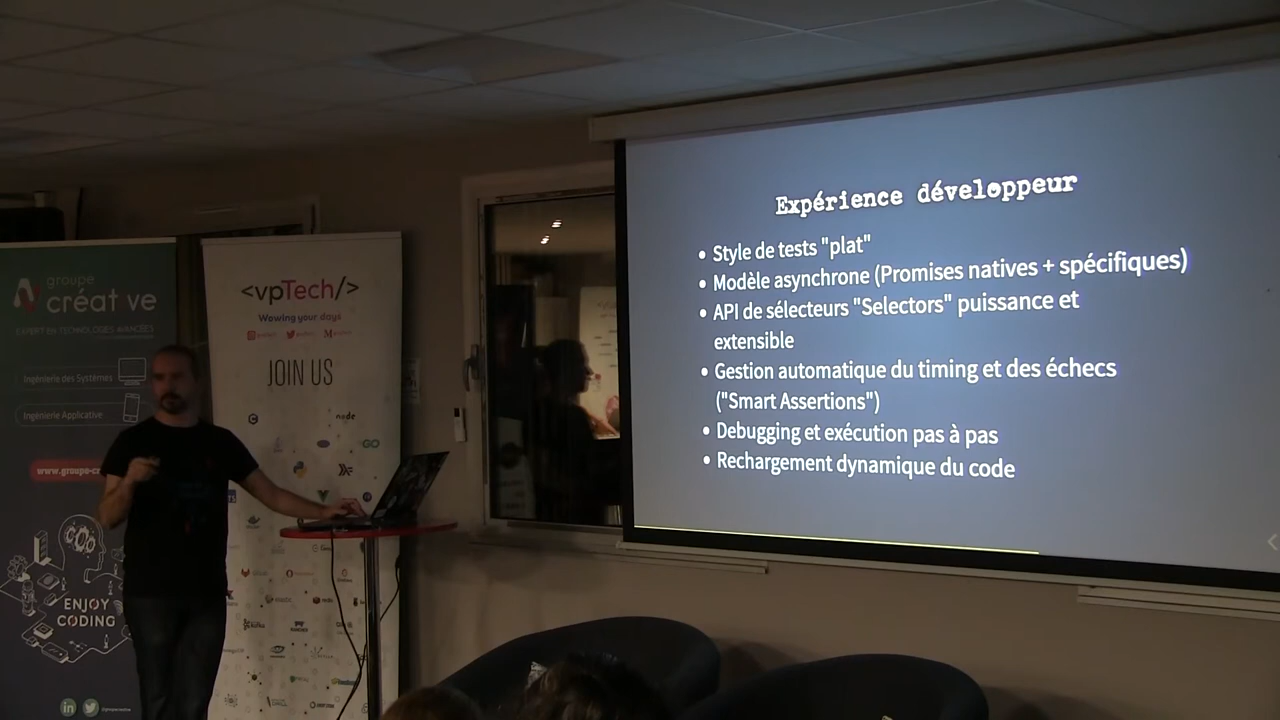 Expérience développeur
Style de tests "plat"
Modèle asynchrone (Promises natives + spécifiques)
API de sélecteurs "Selectors" puissance et
extensible
Gestion automatique du timing et des échecs
("Smart Assertions")
Debugging et exécution pas à pas
Rechargement dynamique du code
groupe
créat ve
EXPERT EN TECHNOLOGIES AVANCÉES
Ingénierie des Systèmes
Ingénierie Applicative
www.groupe-cr
ENJOY
CODING
<vpTech/>
Wowing your days
JOIN US
node
GO